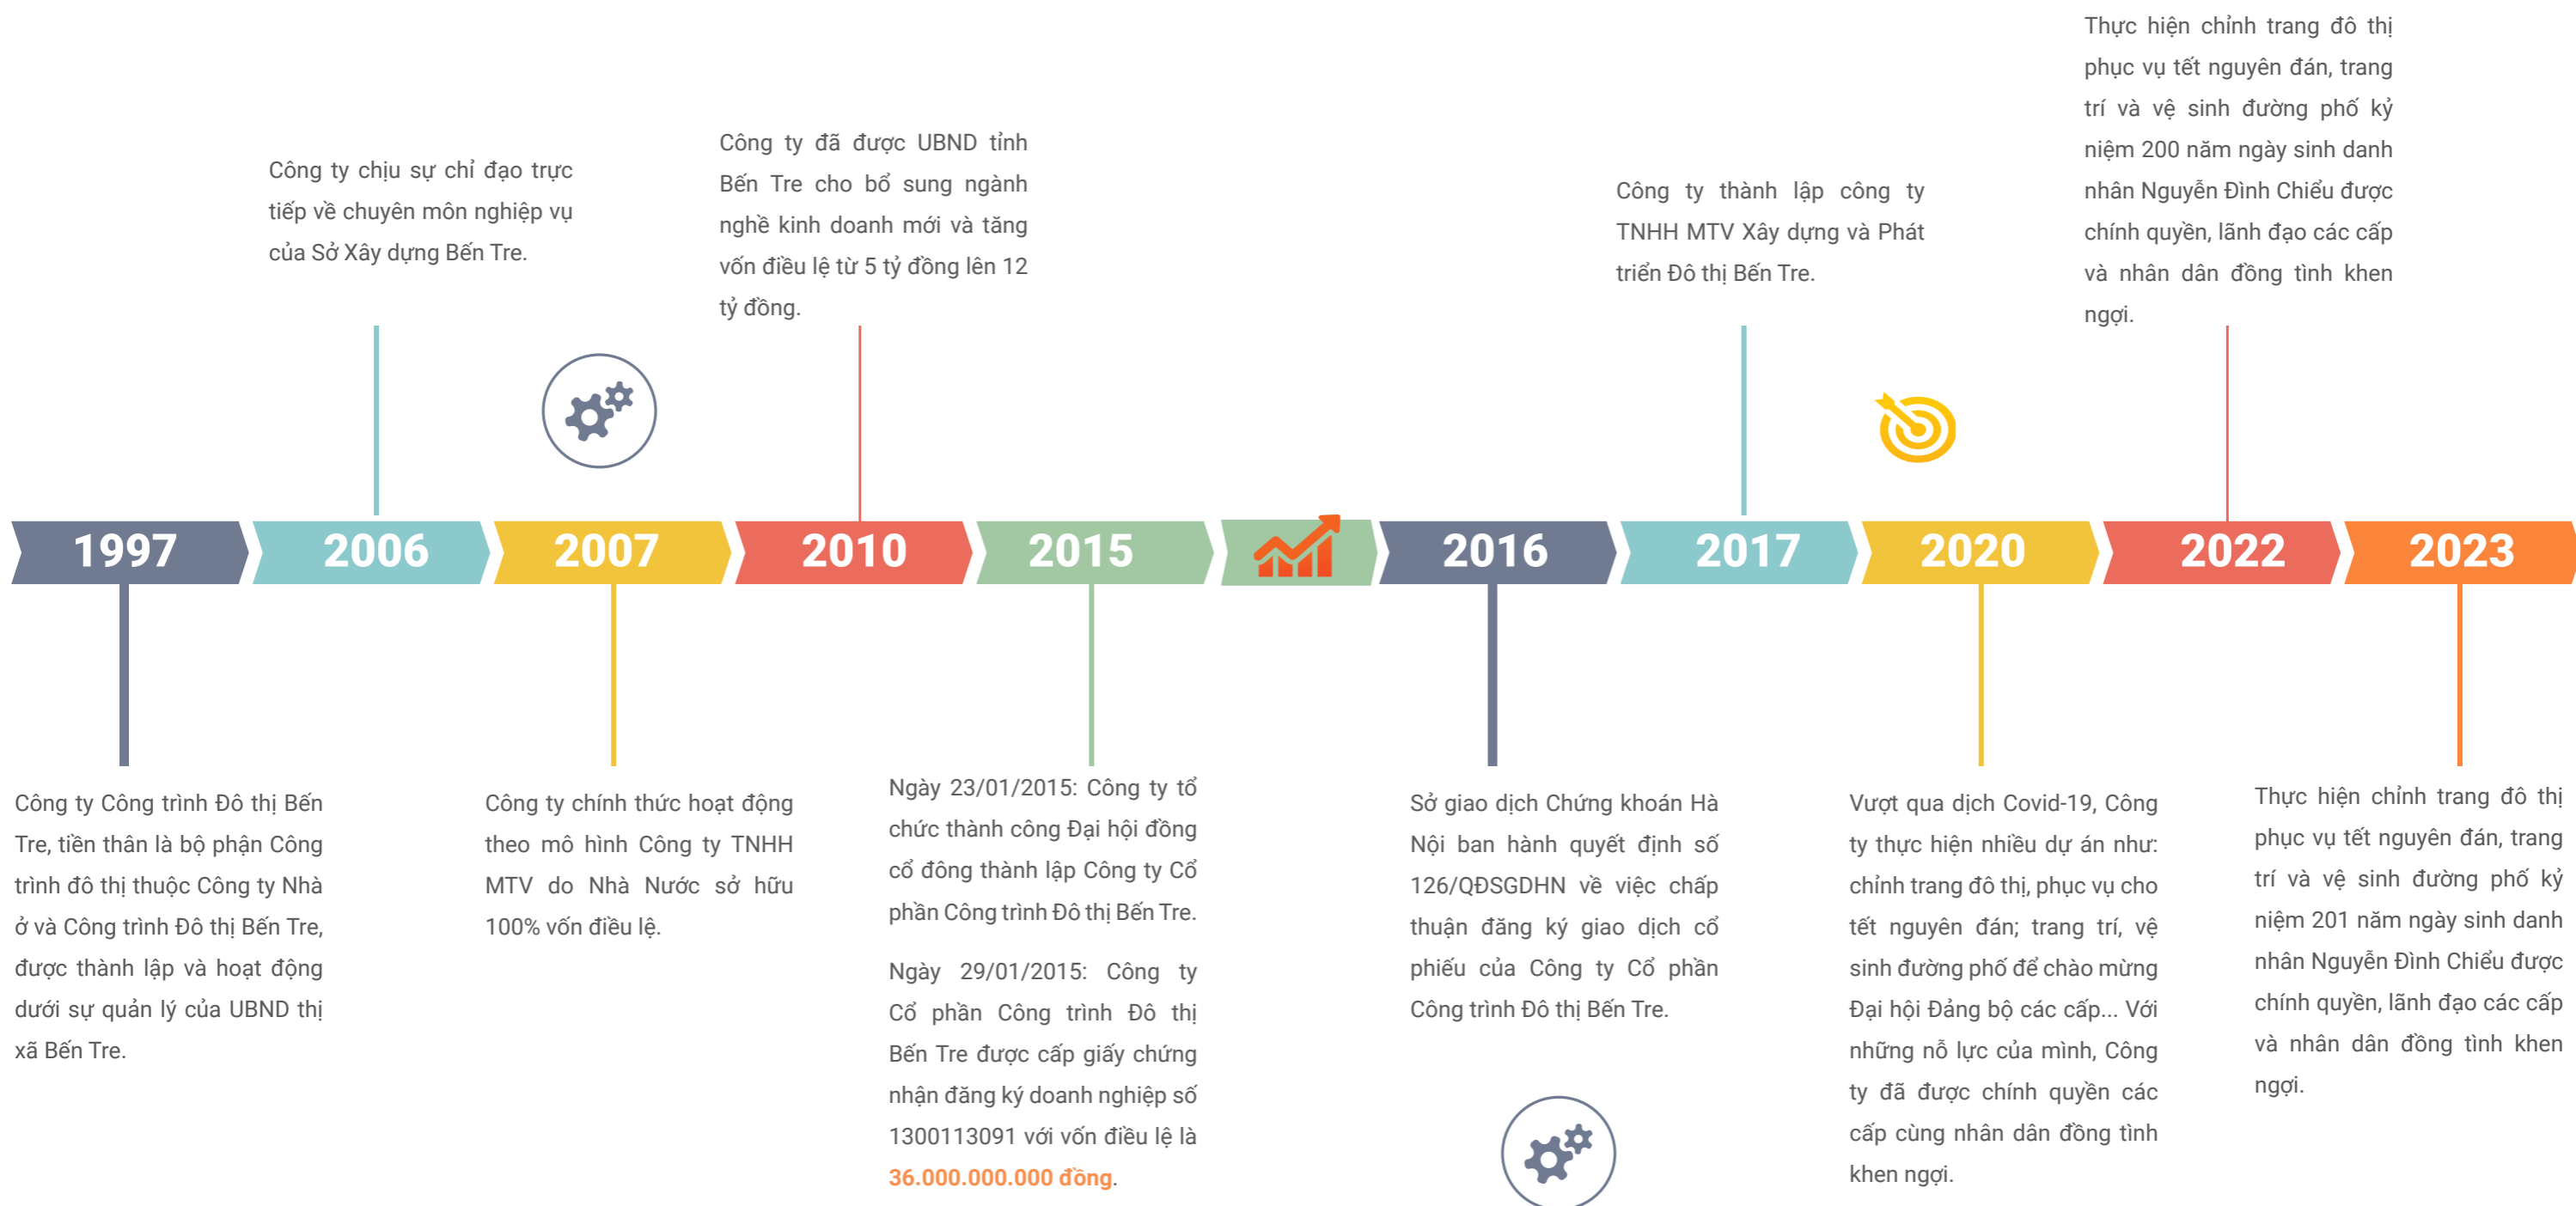 Công ty chịu sự chỉ đạo trực
tiếp về chuyên môn nghiệp vụ
của Sở Xây dựng Bến Tre.
Công ty đã được UBND tỉnh
Bến Tre cho bổ sung ngành
nghề kinh doanh mới và tăng
vốn điều lệ từ 5 tỷ đồng lên 12
tỷ đồng.
Công ty thành lập công ty
TNHH MTV Xây dựng và Phát
triển Đô thị Bến Tre.
Thực hiện chỉnh trang đô thị
phục vụ tết nguyên đán, trang
trí và vệ sinh đường phố kỷ
niệm 200 năm ngày sinh danh
nhân Nguyễn Đình Chiểu được
chính quyền, lãnh đạo các cấp
và nhân dân đồng tình khen
ngợi.
1997
2006
2007
2010
2015
2016
2017
2020
2022
2023
Công ty Công trình Đô thị Bến
Tre, tiền thân là bộ phận Công
trình đô thị thuộc Công ty Nhà
ở và Công trình Đô thị Bến Tre,
được thành lập và hoạt động
dưới sự quản lý của UBND thị
xã Bến Tre.
Công ty chính thức hoạt động
theo mô hình Công ty TNHH
MTV do Nhà Nước sở hữu
100% vốn điều lệ.
Ngày 23/01/2015: Công ty tổ
chức thành công Đại hội đồng
cổ đông thành lập Công ty Cổ
phần Công trình Đô thị Bến Tre.
Ngày 29/01/2015: Công ty
Cổ phần Công trình Đô thị
Bến Tre được cấp giấy chứng
nhận đăng ký doanh nghiệp số
1300113091 với vốn điều lệ là
36.000.000.000 đồng.
Sở giao dịch Chứng khoán Hà
Nội ban hành quyết định số
126/QĐSGDHN về việc chấp
thuận đăng ký giao dịch cổ
phiếu của Công ty Cổ phần
Công trình Đô thị Bến Tre.
Vượt qua dịch Covid-19, Công
ty thực hiện nhiều dự án như:
chỉnh trang đô thị, phục vụ cho
tết nguyên đán; trang trí, vệ
sinh đường phố để chào mừng
Đại hội Đảng bộ các cấp... Với
những nỗ lực của mình, Công
ty đã được chính quyền các
cấp cùng nhân dân đồng tình
khen ngợi.
Thực hiện chỉnh trang đô thị
phục vụ tết nguyên đán, trang
trí và vệ sinh đường phố kỷ
niệm 201 năm ngày sinh danh
nhân Nguyễn Đình Chiểu được
chính quyền, lãnh đạo các cấp
và nhân dân đồng tình khen
ngợi.